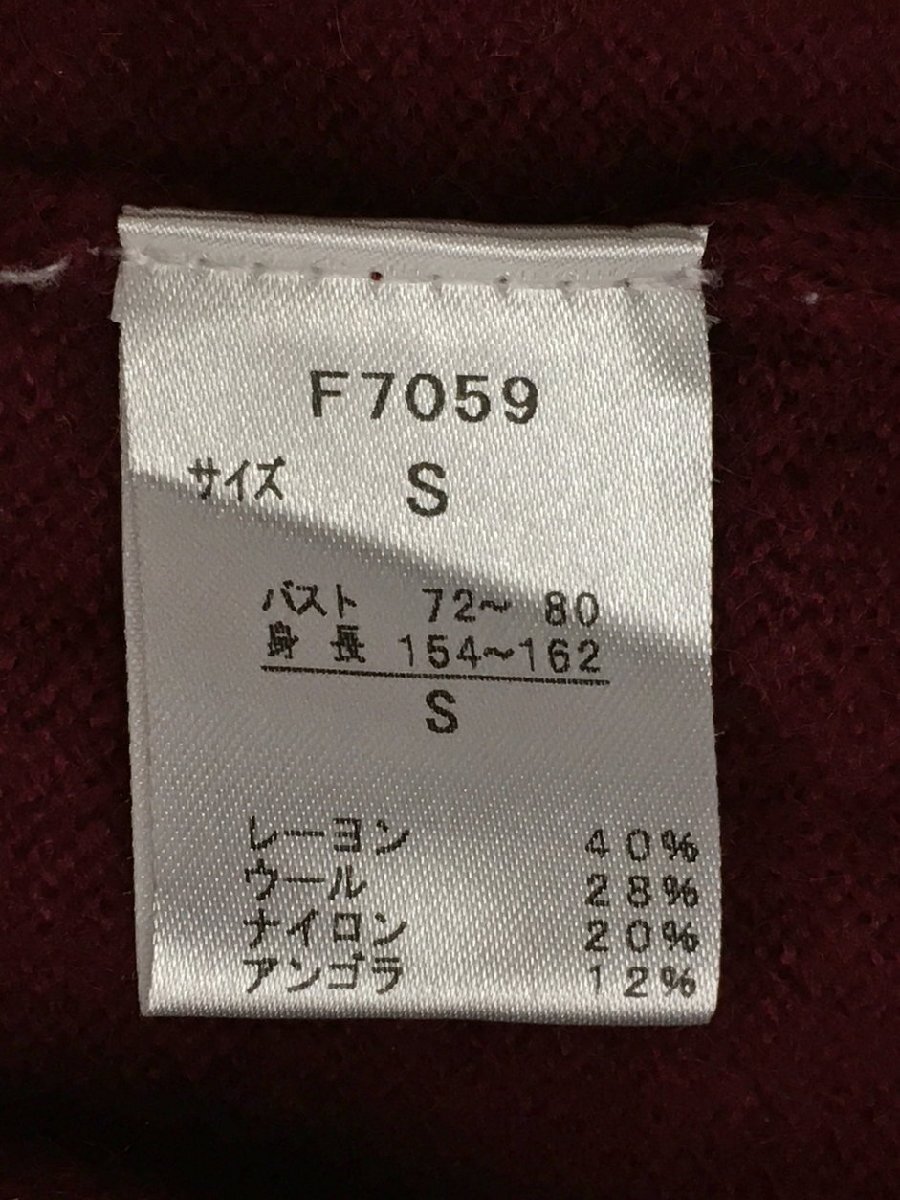 F7059
サイズ S
バスト 72～ 80
身長 154～162
S
レーヨン 40%
ウール 28%
ナイロン 20%
アンゴラ 12%